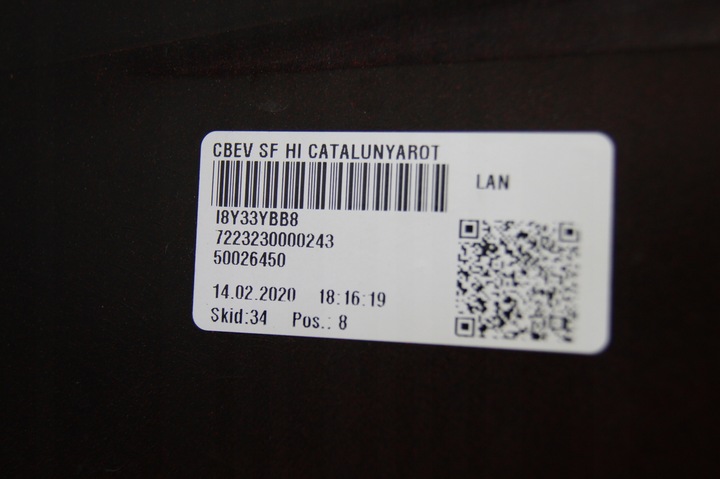 CBEV SF HI CATALUNYAROT
LAN
I8Y33YBB8
7223230000243
50026450
14.02.2020 18:16:19
Skid:34 Pos.: 8